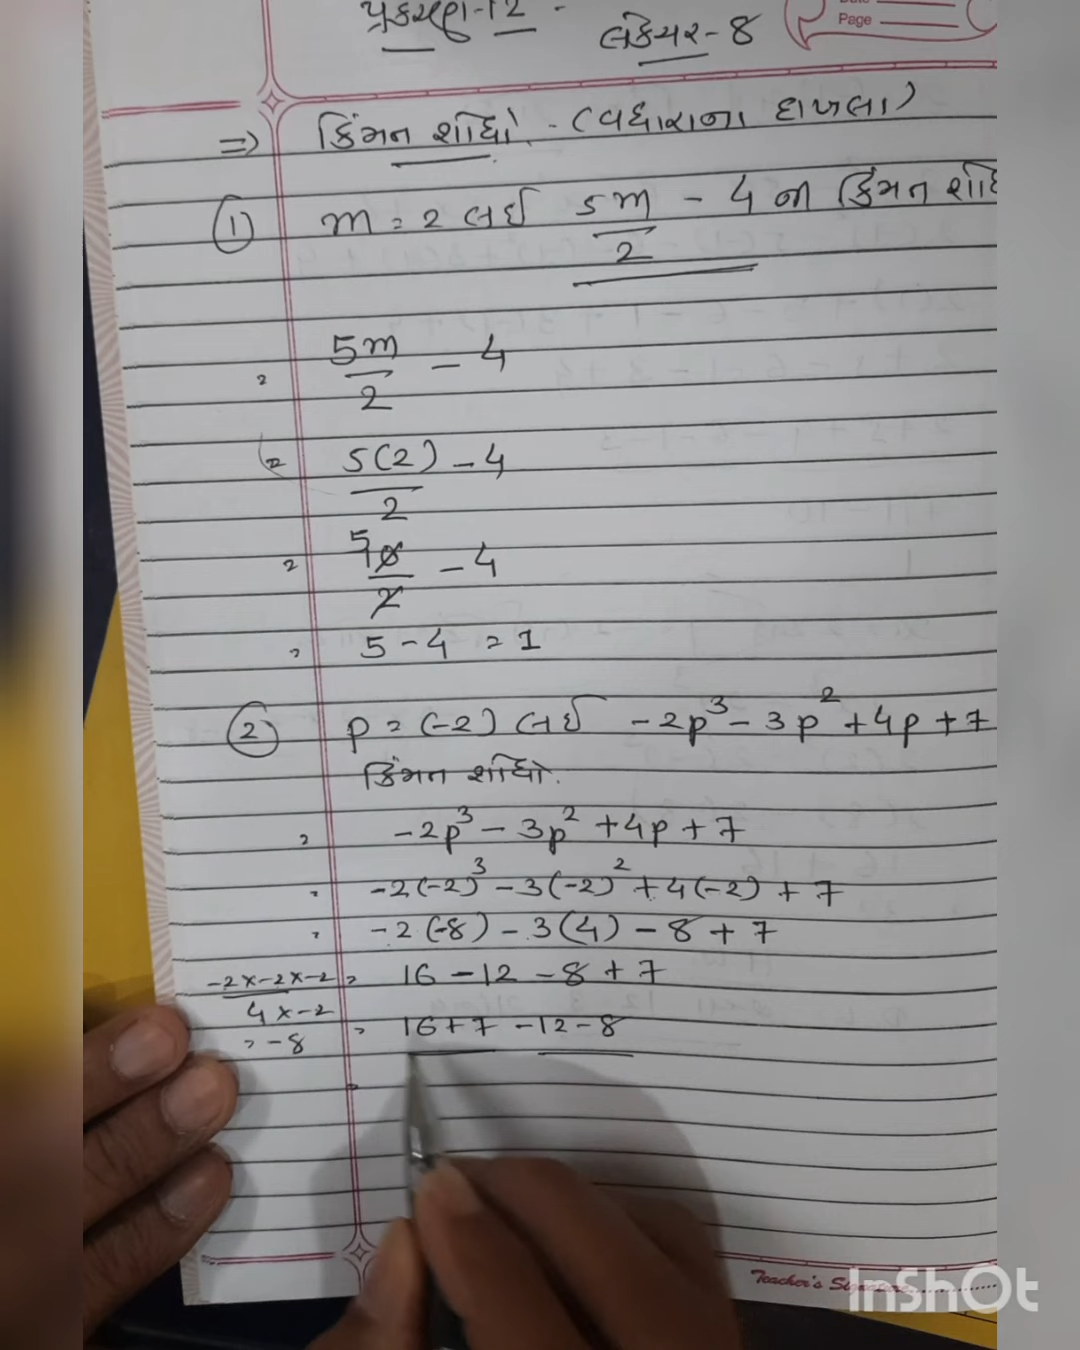 પ્રકરણ-12 -
લેક્ચર-8
Page
=> કિંમત શોધો. - (વધારાના દાખલા)
① m = 2 લઈ 5m/2 - 4 ની કિંમત શોધ
= 5m/2 - 4
= 5(2)/2 - 4
= 5 10/2 - 4
= 5 - 4 = 1
② p = (-2) લઈ -2p³ - 3p² + 4p + 7
કિંમત શોધો.
= -2p³ - 3p² + 4p + 7
= -2(-2)³ - 3(-2)² + 4(-2) + 7
= -2(-8) - 3(4) - 8 + 7
-2 x -2 x -2 = 16 - 12 - 8 + 7
4 x -2
= -8 = 16 + 7 - 12 - 8
Teacher's
InShOt